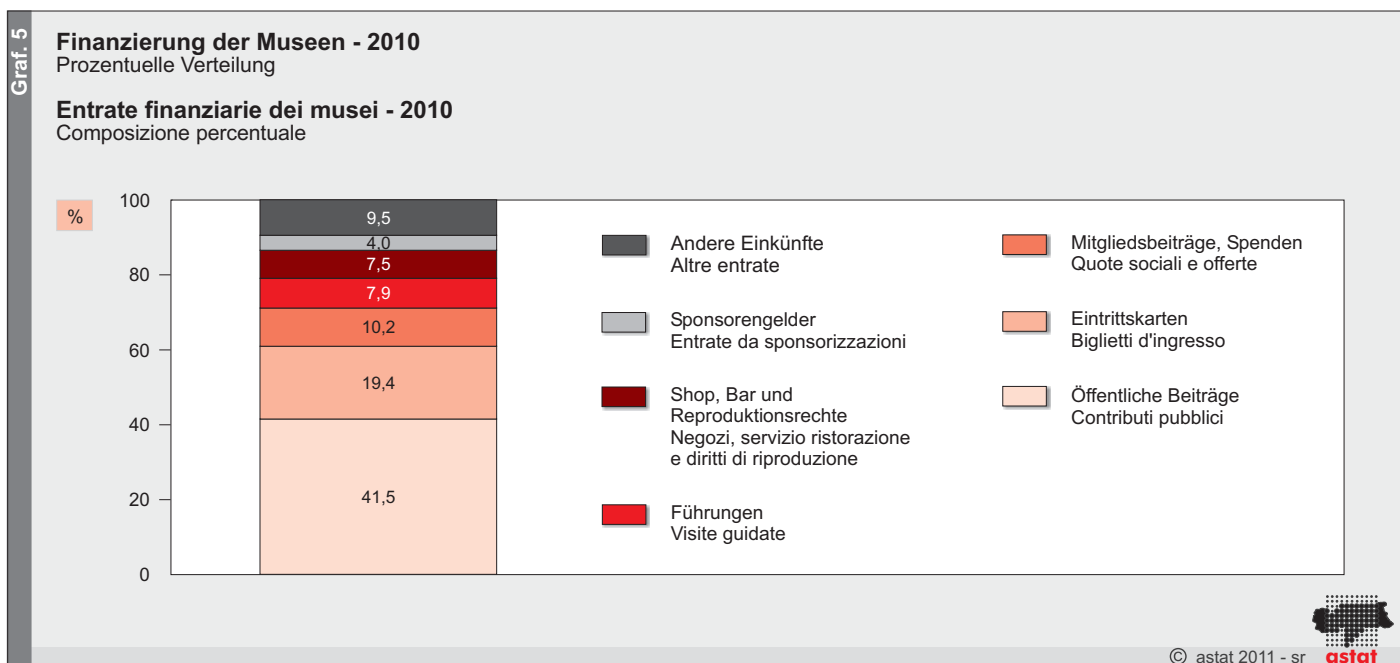 Graf. 5
Finanzierung der Museen - 2010
Prozentuelle Verteilung
Entrate finanziarie dei musei - 2010
Composizione percentuale
%
100
80
60
40
20
0
9,5
4,0
7,5
7,9
10,2
19,4
41,5
Andere Einkünfte
Altre entrate
Sponsorengelder
Entrate da sponsorizzazioni
Shop, Bar und
Reproduktionsrechte
Negozi, servizio ristorazione
e diritti di riproduzione
Führungen
Visite guidate
Mitgliedsbeiträge, Spenden
Quote sociali e offerte
Eintrittskarten
Biglietti d'ingresso
Öffentliche Beiträge
Contributi pubblici
© astat 2011 - sr
astat